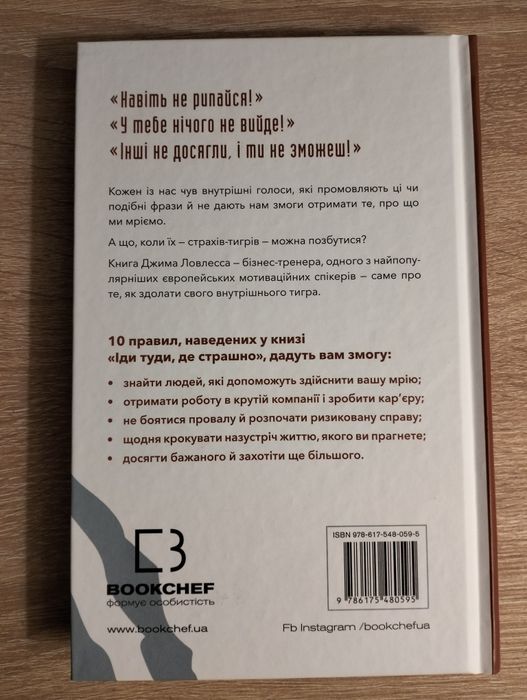 «Навіть не рипайся!»
«У тебе нічого не вийде!»
«Інші не досягли, і ти не зможеш!»
Кожен із нас чув внутрішні голоси, які промовляють ці чи
подібні фрази й не дають нам змоги отримати те, про що
ми мріємо.
А що, коли їх — страхів-тигрів — можна позбутися?
Книга Джима Ловлесса — бізнес-тренера, одного з найпопу-
лярніших європейських мотиваційних спікерів — саме про
те, як здолати свого внутрішнього тигра.
10 правил, наведених у книзі
«Іди туди, де страшно», дадуть вам змогу:
• знайти людей, які допоможуть здійснити вашу мрію;
• отримати роботу в крутій компанії і зробити кар’єру;
• не боятися провалу й розпочати ризиковану справу;
• щодня крокувати назустріч життю, якого ви прагнете;
• досягти бажаного й захотіти ще більшого.
BOOKCHEF
формує особистість
www.bookchef.ua
ISBN 978-617-548-059-5
9 786175 480595
Fb Instagram /bookchefua